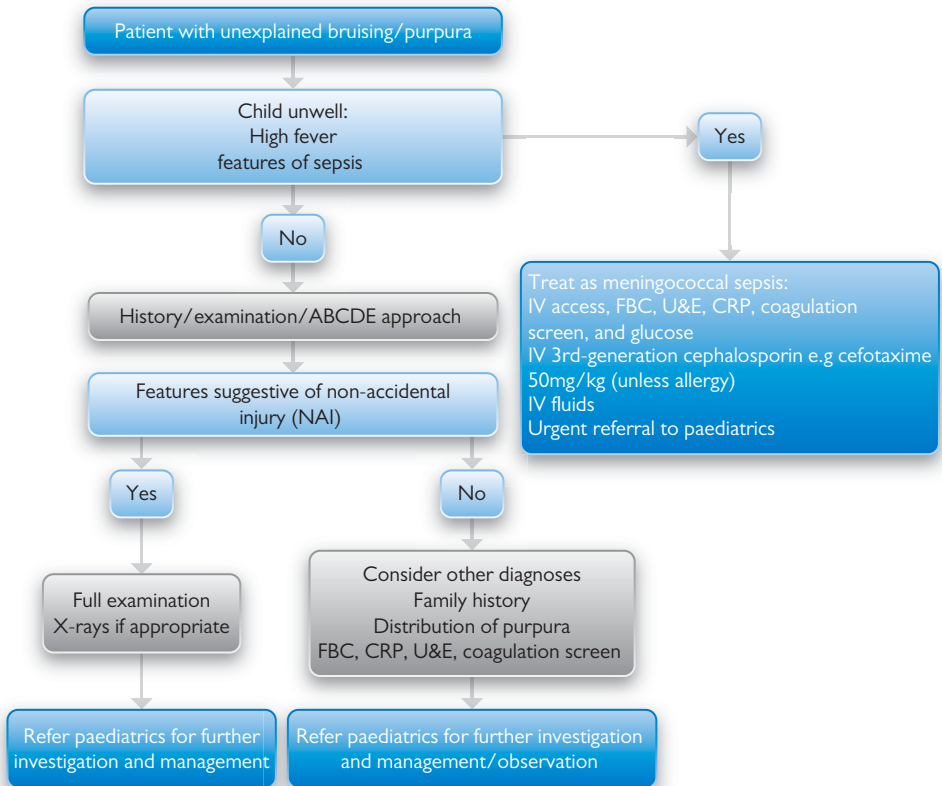 Patient with unexplained bruising/purpura
Child unwell:
High fever
features of sepsis
Yes
No
Treat as meningococcal sepsis:
IV access, FBC, U&E, CRP, coagulation
screen, and glucose
IV 3rd-generation cephalosporin e.g cefotaxime
50mg/kg (unless allergy)
IV fluids
Urgent referral to paediatrics
History/examination/ABCDE approach
Features suggestive of non-accidental
injury (NAI)
Yes
No
Full examination
X-rays if appropriate
Consider other diagnoses
Family history
Distribution of purpura
FBC, CRP, U&E, coagulation screen
Refer paediatrics for further
investigation and management
Refer paediatrics for further investigation
and management/observation